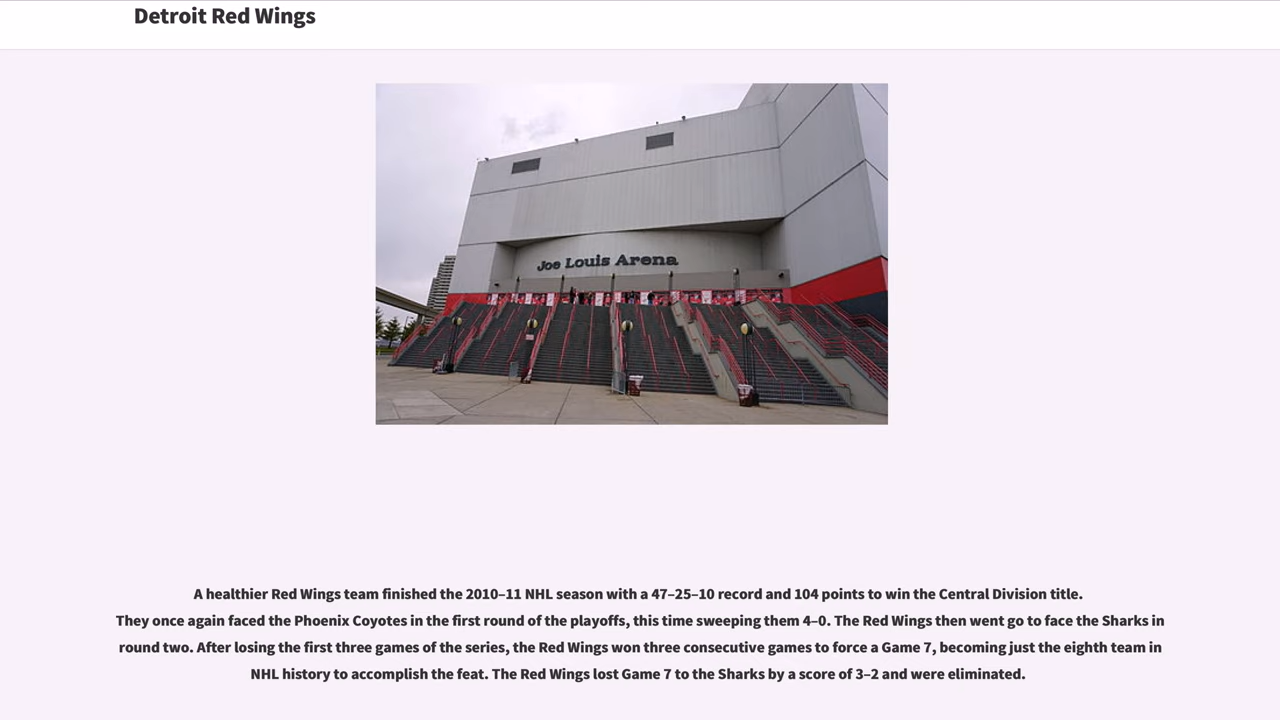 Detroit Red Wings
Joe Louis Arena
A healthier Red Wings team finished the 2010–11 NHL season with a 47–25–10 record and 104 points to win the Central Division title.
They once again faced the Phoenix Coyotes in the first round of the playoffs, this time sweeping them 4–0. The Red Wings then went go to face the Sharks in
round two. After losing the first three games of the series, the Red Wings won three consecutive games to force a Game 7, becoming just the eighth team in
NHL history to accomplish the feat. The Red Wings lost Game 7 to the Sharks by a score of 3–2 and were eliminated.